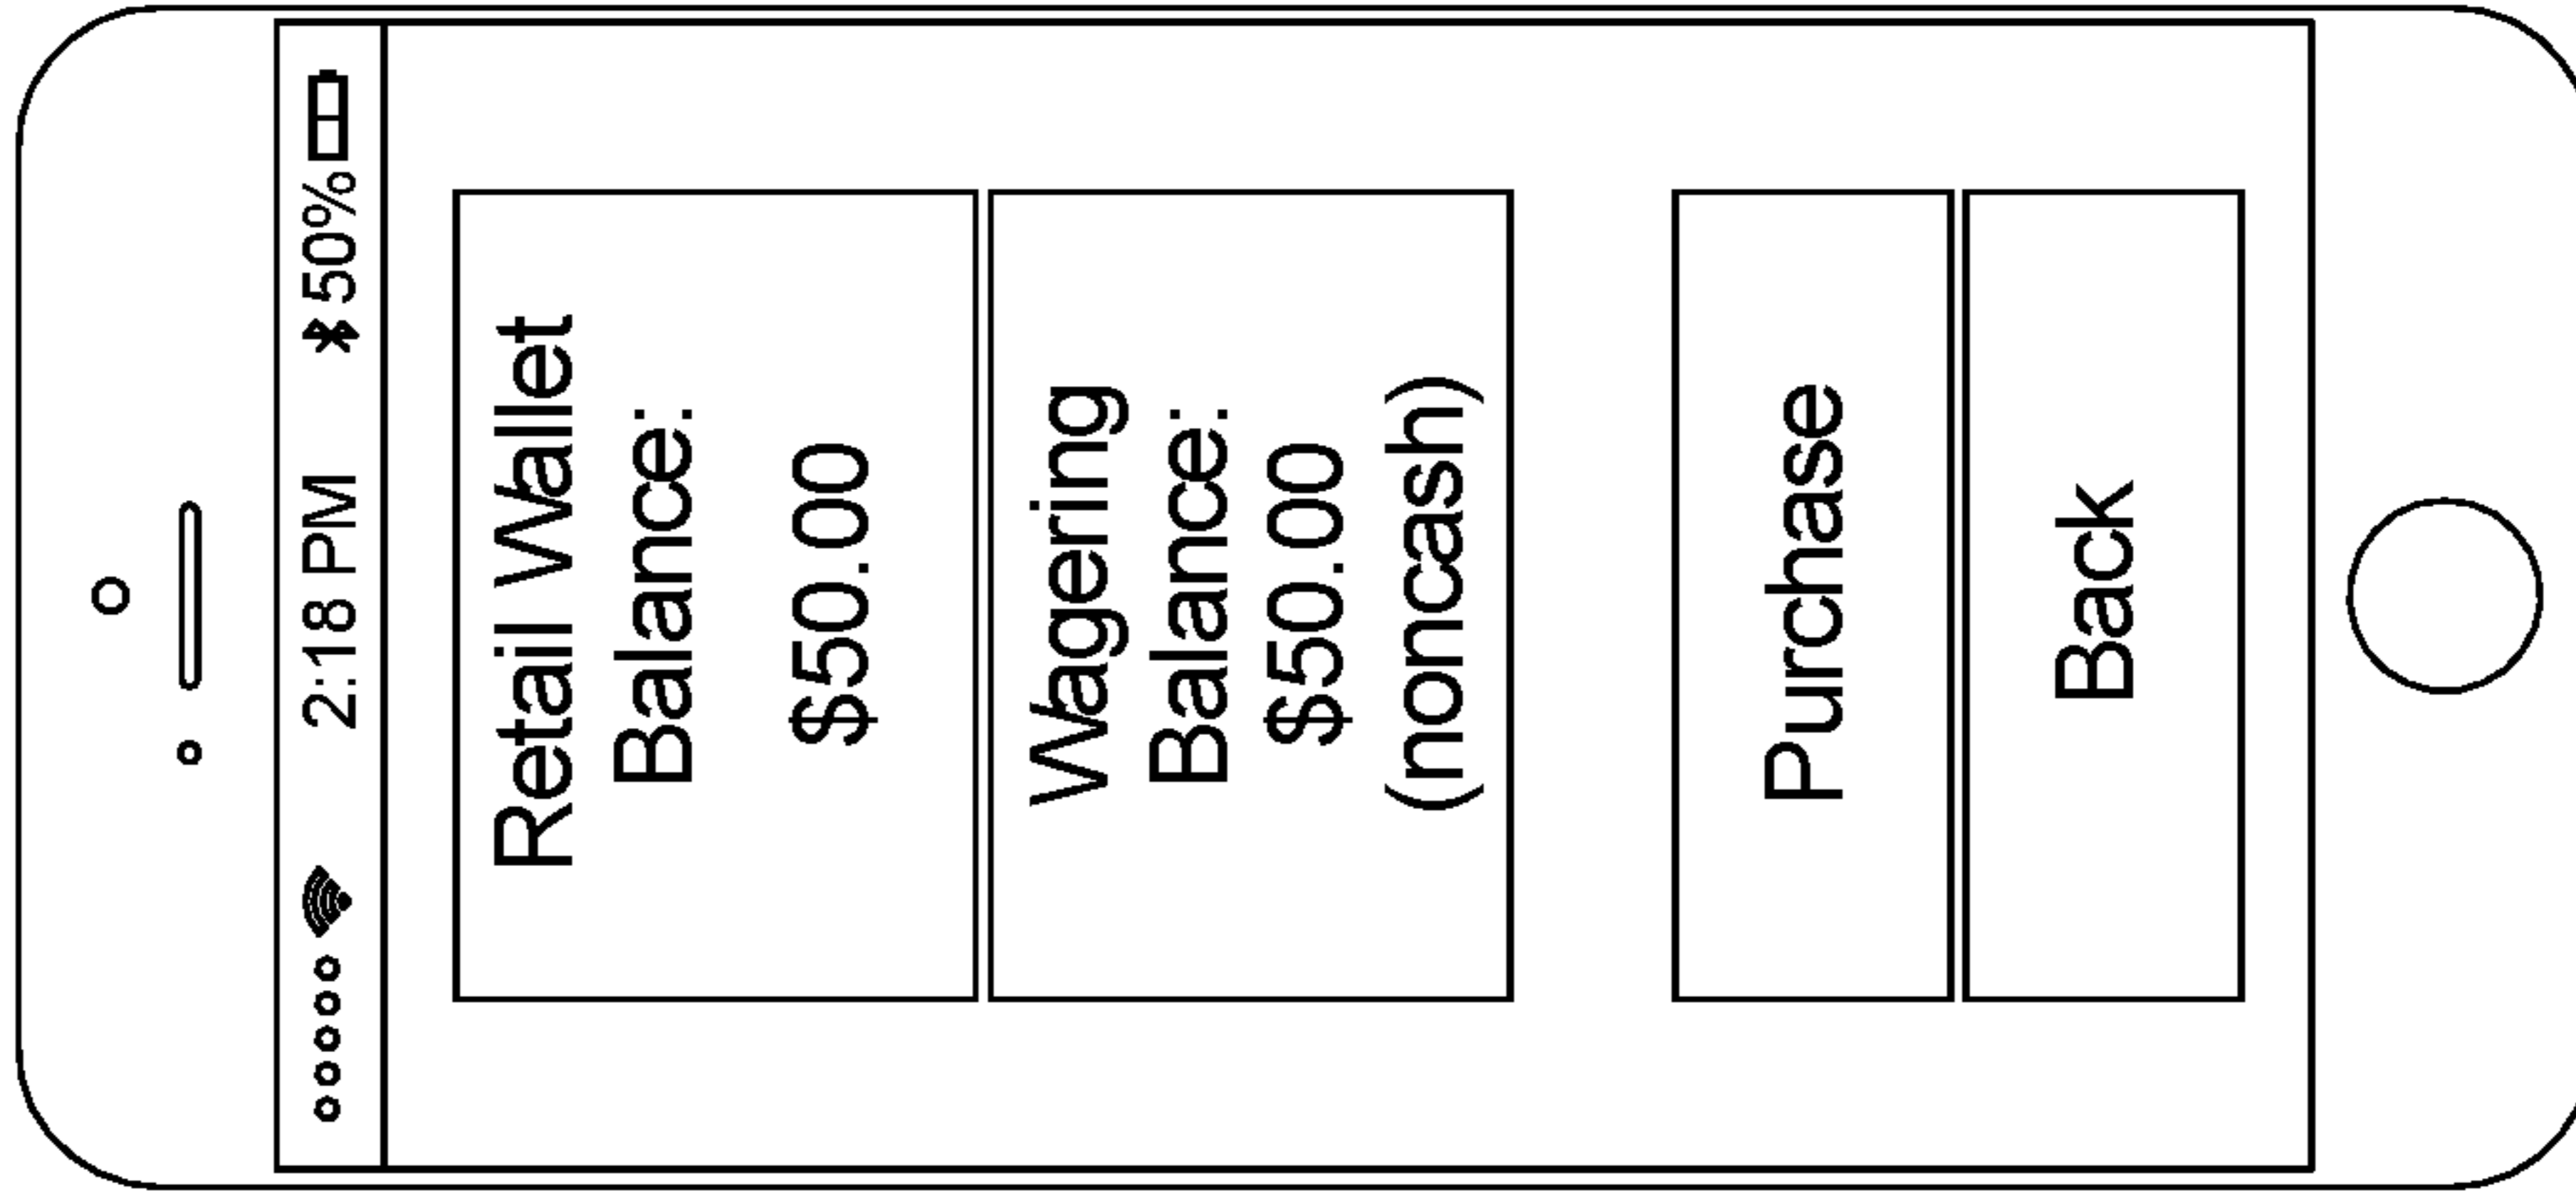 2:18 PM 50%
Retail Wallet
Balance:
$50.00
Wagering
Balance:
$50.00
(noncash)
Purchase
Back